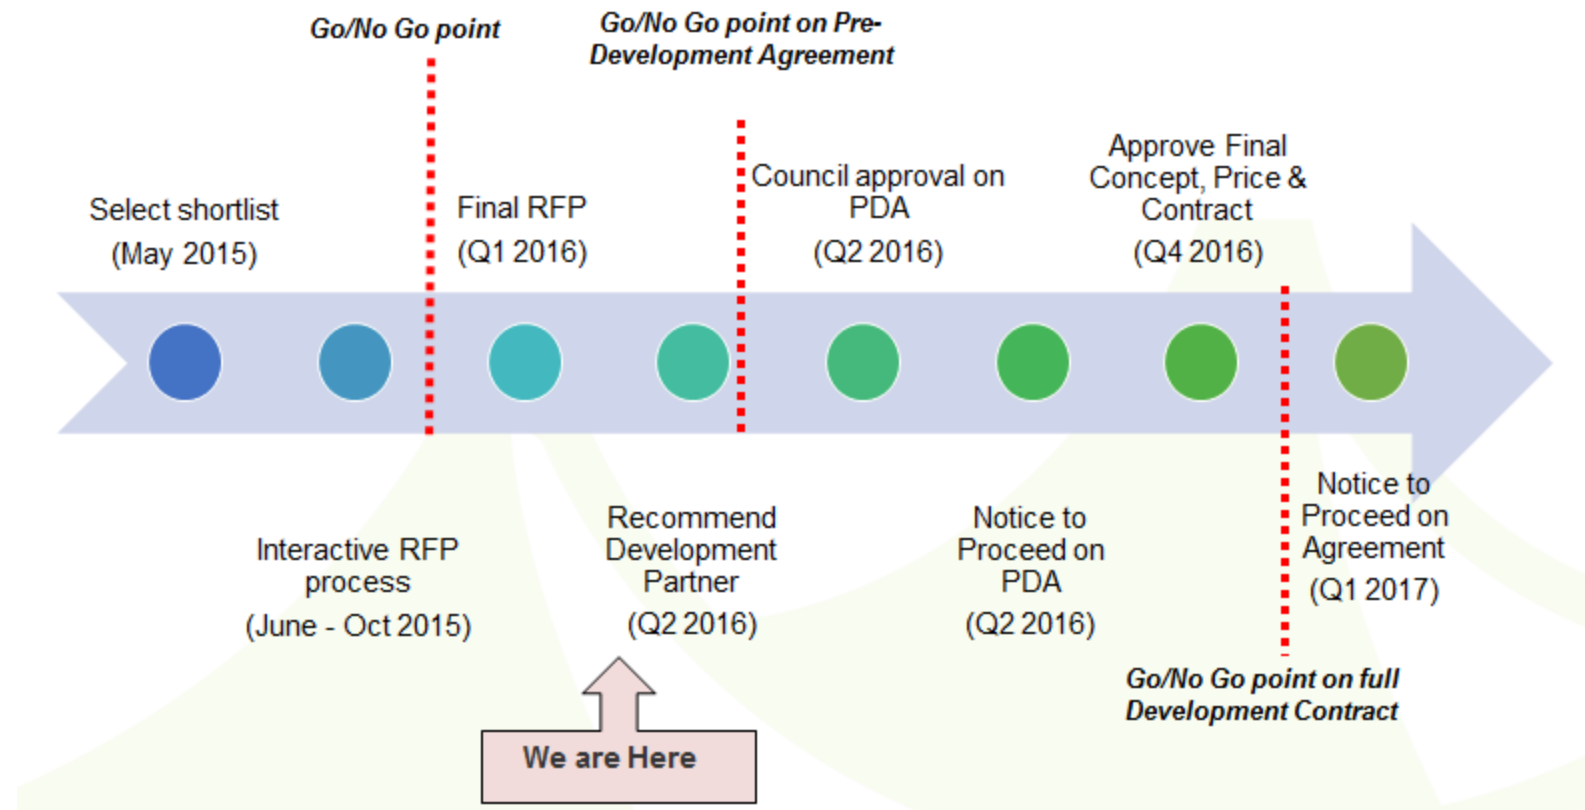 Go/No Go point
Go/No Go point on Pre-
Development Agreement
Select shortlist
(May 2015)
Final RFP
(Q1 2016)
Council approval on
PDA
(Q2 2016)
Approve Final
Concept, Price &
Contract
(Q4 2016)
Interactive RFP
process
(June - Oct 2015)
Recommend
Development
Partner
(Q2 2016)
Notice to
Proceed on
PDA
(Q2 2016)
Notice to
Proceed on
Agreement
(Q1 2017)
Go/No Go point on full
Development Contract
We are Here